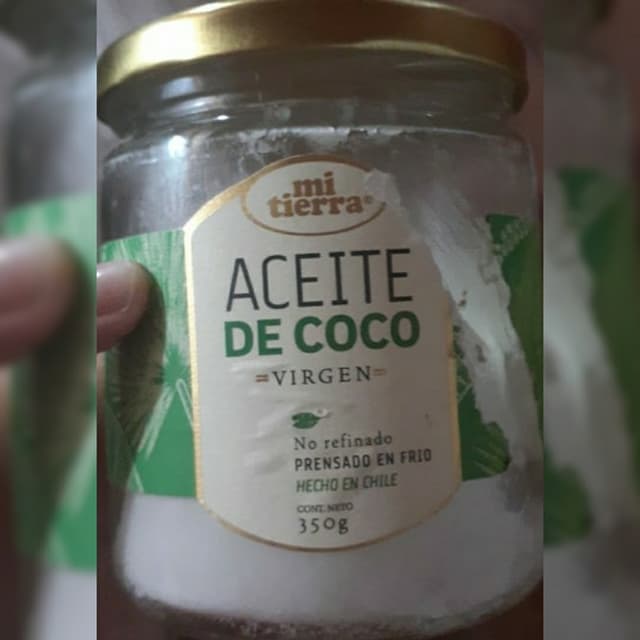 mi
tierra®
ACEITE
DE COCO
=VIRGEN=
No refinado
PRENSADO EN FRIO
HECHO EN CHILE
CONT. NETO
350g